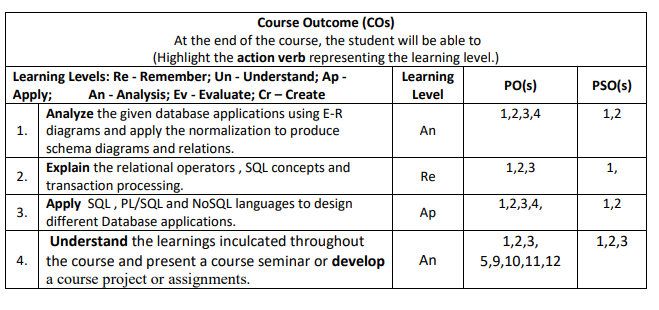 Course Outcome (COs)
At the end of the course, the student will be able to
(Highlight the action verb representing the learning level.)
Learning Levels: Re - Remember; Un - Understand; Ap -
Apply; An - Analysis; Ev - Evaluate; Cr – Create
Learning
Level
PO(s)
PSO(s)
1.
Analyze the given database applications using E-R
diagrams and apply the normalization to produce
schema diagrams and relations.
An
1,2,3,4
1,2
2.
Explain the relational operators , SQL concepts and
transaction processing.
Re
1,2,3
1,
3.
Apply SQL , PL/SQL and NoSQL languages to design
different Database applications.
Ap
1,2,3,4,
1,2
4.
Understand the learnings inculcated throughout
the course and present a course seminar or develop
a course project or assignments.
An
1,2,3,
5,9,10,11,12
1,2,3